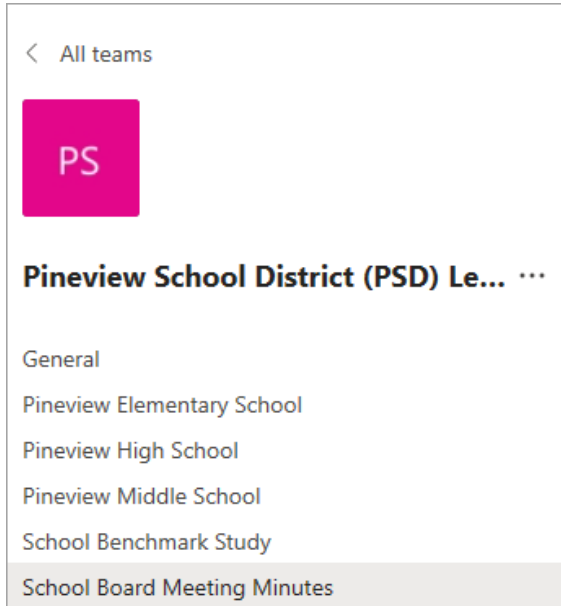 All teams
PS
Pineview School District (PSD) Le... ...
General
Pineview Elementary School
Pineview High School
Pineview Middle School
School Benchmark Study
School Board Meeting Minutes